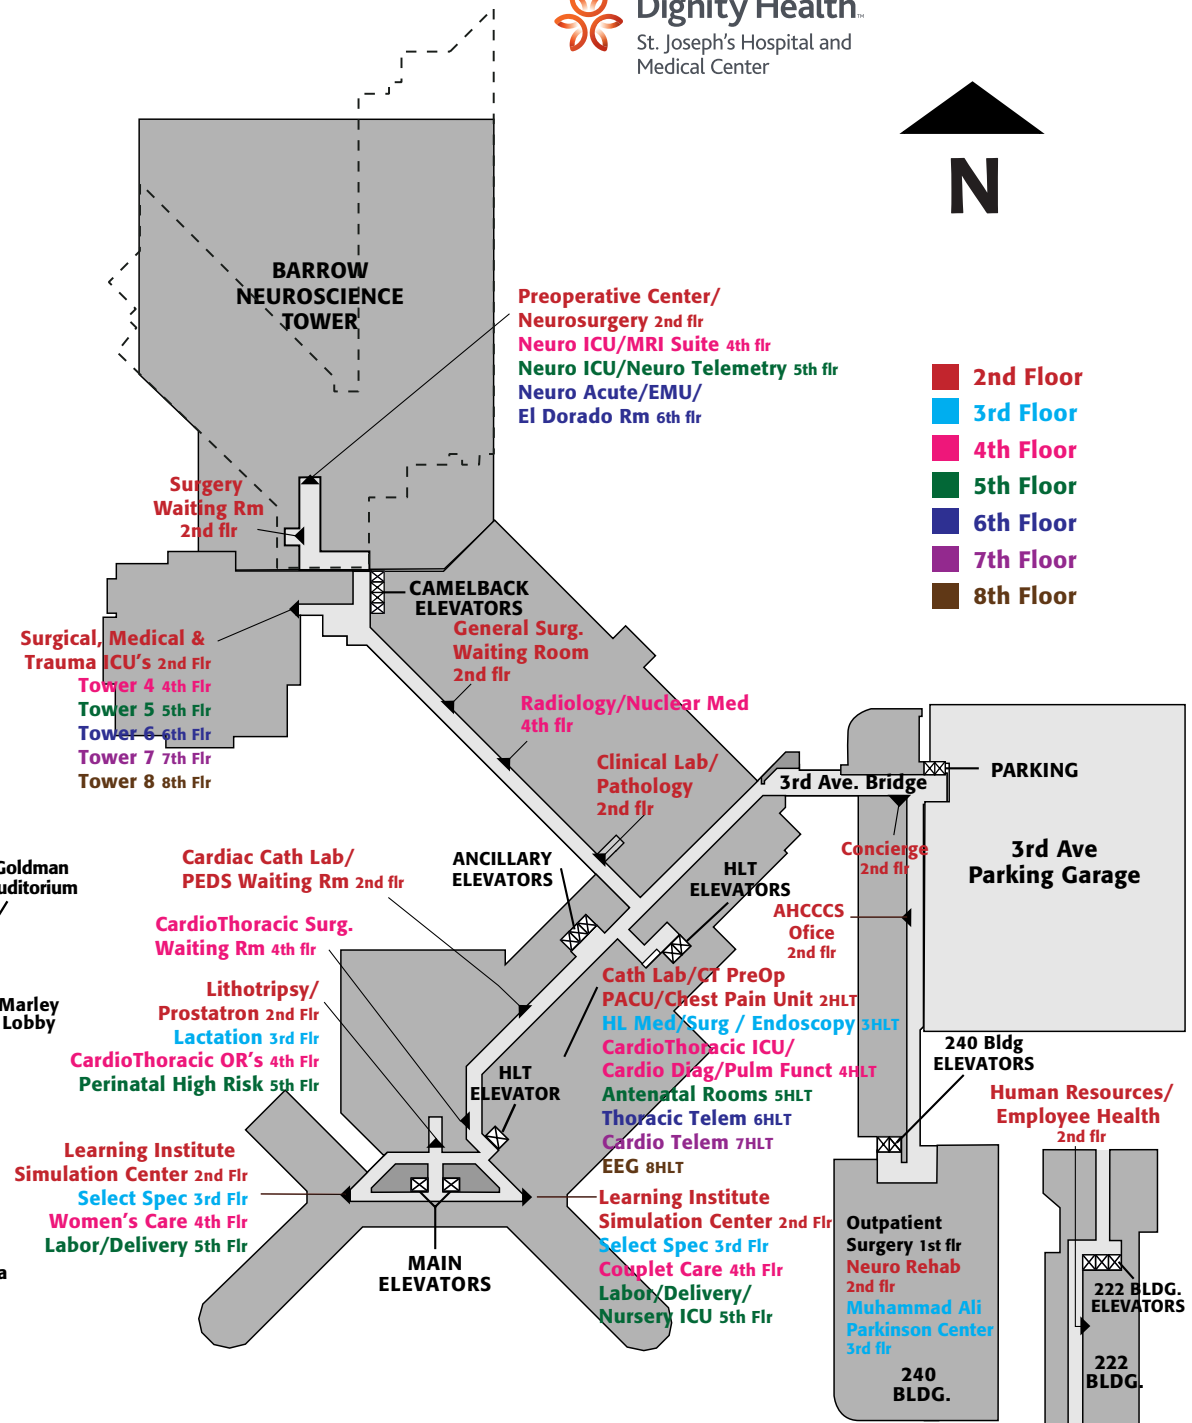 Dignity Health™
St. Joseph's Hospital and
Medical Center
N
BARROW
NEUROSCIENCE
TOWER
Preoperative Center/
Neurosurgery 2nd flr
Neuro ICU/MRI Suite 4th flr
Neuro ICU/Neuro Telemetry 5th flr
Neuro Acute/EMU/
El Dorado Rm 6th flr
2nd Floor
3rd Floor
4th Floor
5th Floor
6th Floor
7th Floor
8th Floor
Surgery
Waiting Rm
2nd flr
CAMELBACK
ELEVATORS
General Surg.
Waiting Room
2nd flr
Surgical, Medical &
Trauma ICU's 2nd Flr
Tower 4 4th Flr
Tower 5 5th Flr
Tower 6 6th Flr
Tower 7 7th Flr
Tower 8 8th Flr
Radiology/Nuclear Med
4th flr
Clinical Lab/
Pathology
2nd flr
3rd Ave. Bridge
PARKING
Concierge
2nd flr
3rd Ave
Parking Garage
Goldman
uditorium
Cardiac Cath Lab/
PEDS Waiting Rm 2nd flr
ANCILLARY
ELEVATORS
HLT
ELEVATORS
AHCCCS
Ofice
2nd flr
CardioThoracic Surg.
Waiting Rm 4th flr
Marley
Lobby
Lithotripsy/
Prostatron 2nd Flr
Lactation 3rd Flr
CardioThoracic OR's 4th Flr
Perinatal High Risk 5th Flr
Cath Lab/CT PreOp
PACU/Chest Pain Unit 2HLT
HL Med/Surg / Endoscopy 3HLT
CardioThoracic ICU/
Cardio Diag/Pulm Funct 4HLT
Antenatal Rooms 5HLT
Thoracic Telem 6HLT
Cardio Telem 7HLT
EEG 8HLT
HLT
ELEVATOR
240 Bldg
ELEVATORS
Human Resources/
Employee Health
2nd flr
Learning Institute
Simulation Center 2nd Flr
Select Spec 3rd Flr
Women's Care 4th Flr
Labor/Delivery 5th Flr
a
MAIN
ELEVATORS
Learning Institute
Simulation Center 2nd Flr
Select Spec 3rd Flr
Couplet Care 4th Flr
Labor/Delivery/
Nursery ICU 5th Flr
Outpatient
Surgery 1st flr
Neuro Rehab
2nd flr
Muhammad Ali
Parkinson Center
3rd flr
240
BLDG.
222 BLDG.
ELEVATORS
222
BLDG.